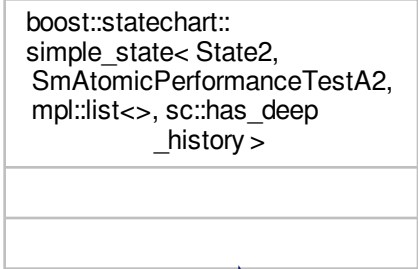 boost::statechart::
simple_state< State2,
SmAtomicPerformanceTestA2,
mpl::list<>, sc::has_deep
_history >